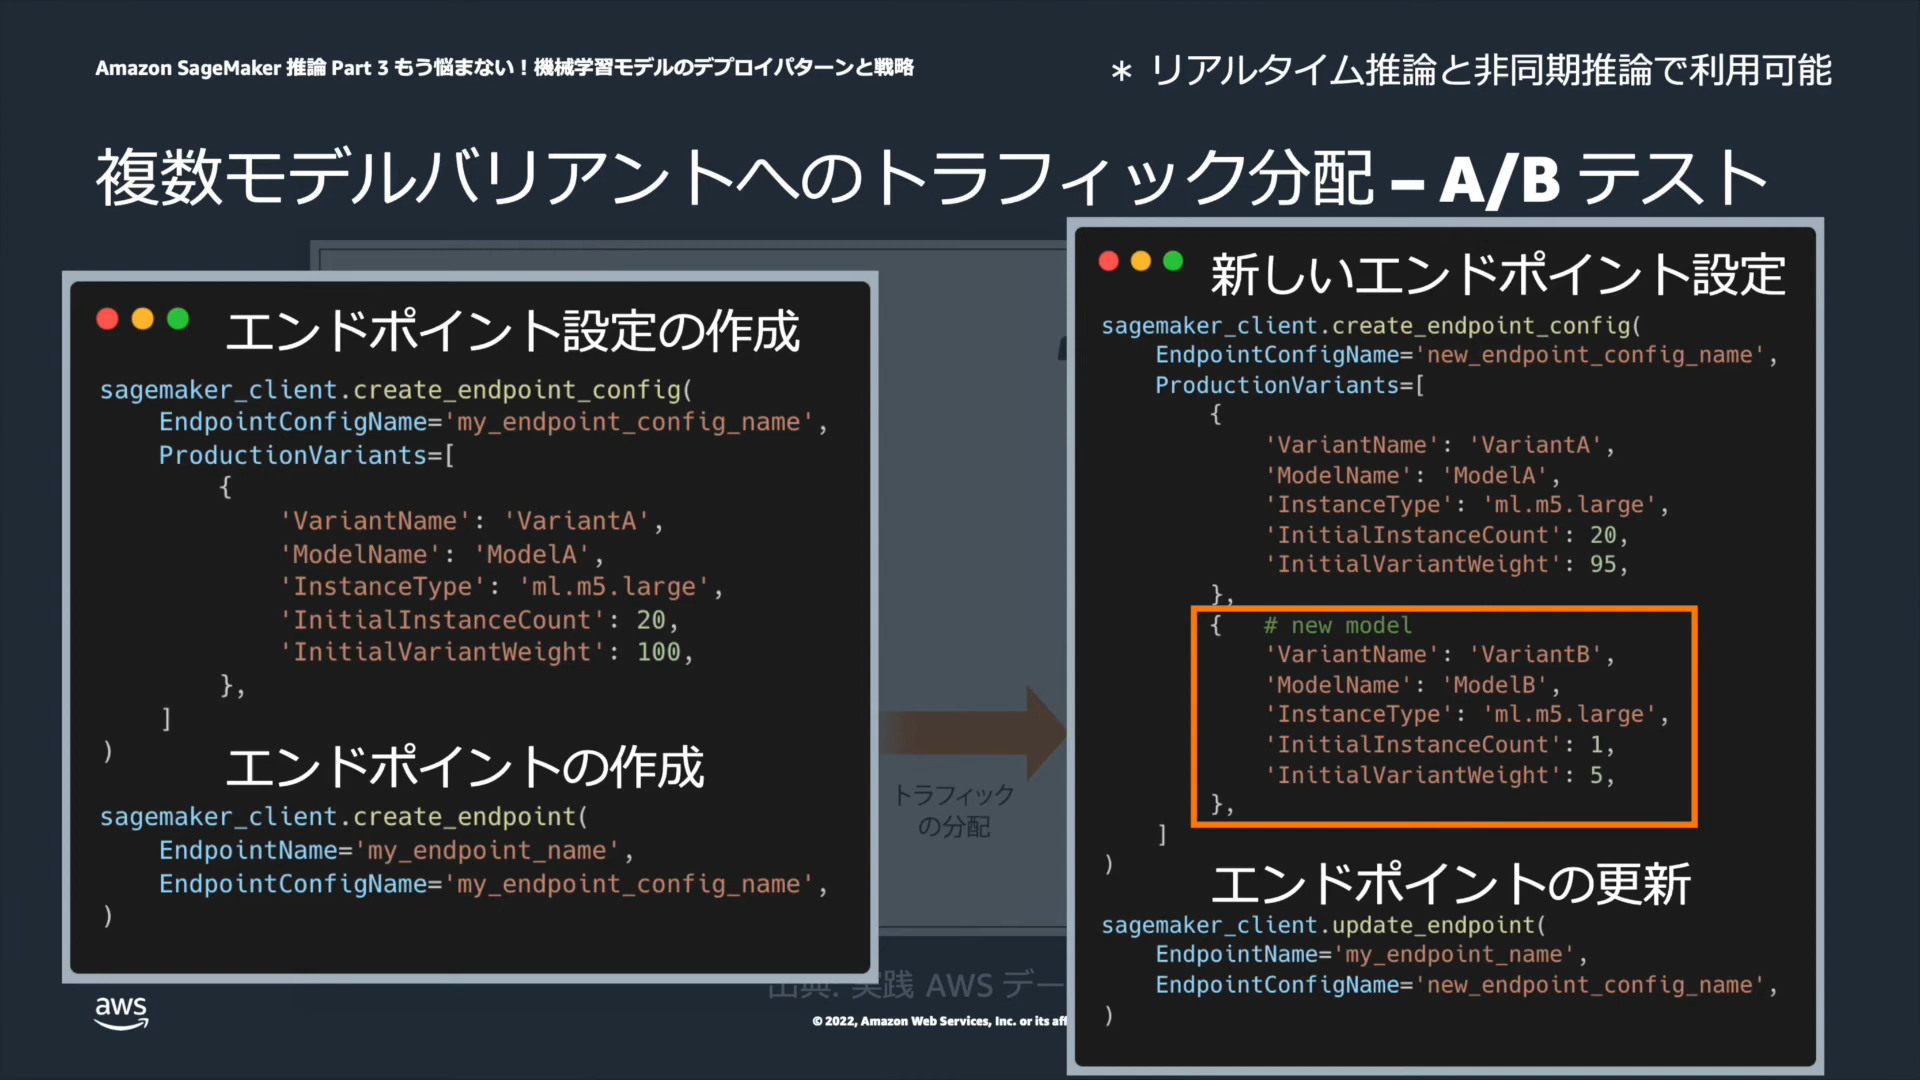 Amazon SageMaker 推論 Part 3 もう悩まない！機械学習モデルのデプロイパターンと戦略
* リアルタイム推論と非同期推論で利用可能
複数モデルバリアントへのトラフィック分配 – A/B テスト
エンドポイント設定の作成
sagemaker_client.create_endpoint_config(
    EndpointConfigName='my_endpoint_config_name',
    ProductionVariants=[
        {
            'VariantName': 'VariantA',
            'ModelName': 'ModelA',
            'InstanceType': 'ml.m5.large',
            'InitialInstanceCount': 20,
            'InitialVariantWeight': 100,
        },
    ]
)
エンドポイントの作成
sagemaker_client.create_endpoint(
    EndpointName='my_endpoint_name',
    EndpointConfigName='my_endpoint_config_name',
)
トラフィック
の分配
新しいエンドポイント設定
sagemaker_client.create_endpoint_config(
    EndpointConfigName='new_endpoint_config_name',
    ProductionVariants=[
        {
            'VariantName': 'VariantA',
            'ModelName': 'ModelA',
            'InstanceType': 'ml.m5.large',
            'InitialInstanceCount': 20,
            'InitialVariantWeight': 95,
        },
        {   # new model
            'VariantName': 'VariantB',
            'ModelName': 'ModelB',
            'InstanceType': 'ml.m5.large',
            'InitialInstanceCount': 1,
            'InitialVariantWeight': 5,
        },
    ]
)
エンドポイントの更新
sagemaker_client.update_endpoint(
    EndpointName='my_endpoint_name',
    EndpointConfigName='new_endpoint_config_name',
)
出典: 実践 AWS デー
aws
© 2022, Amazon Web Services, Inc. or its aff